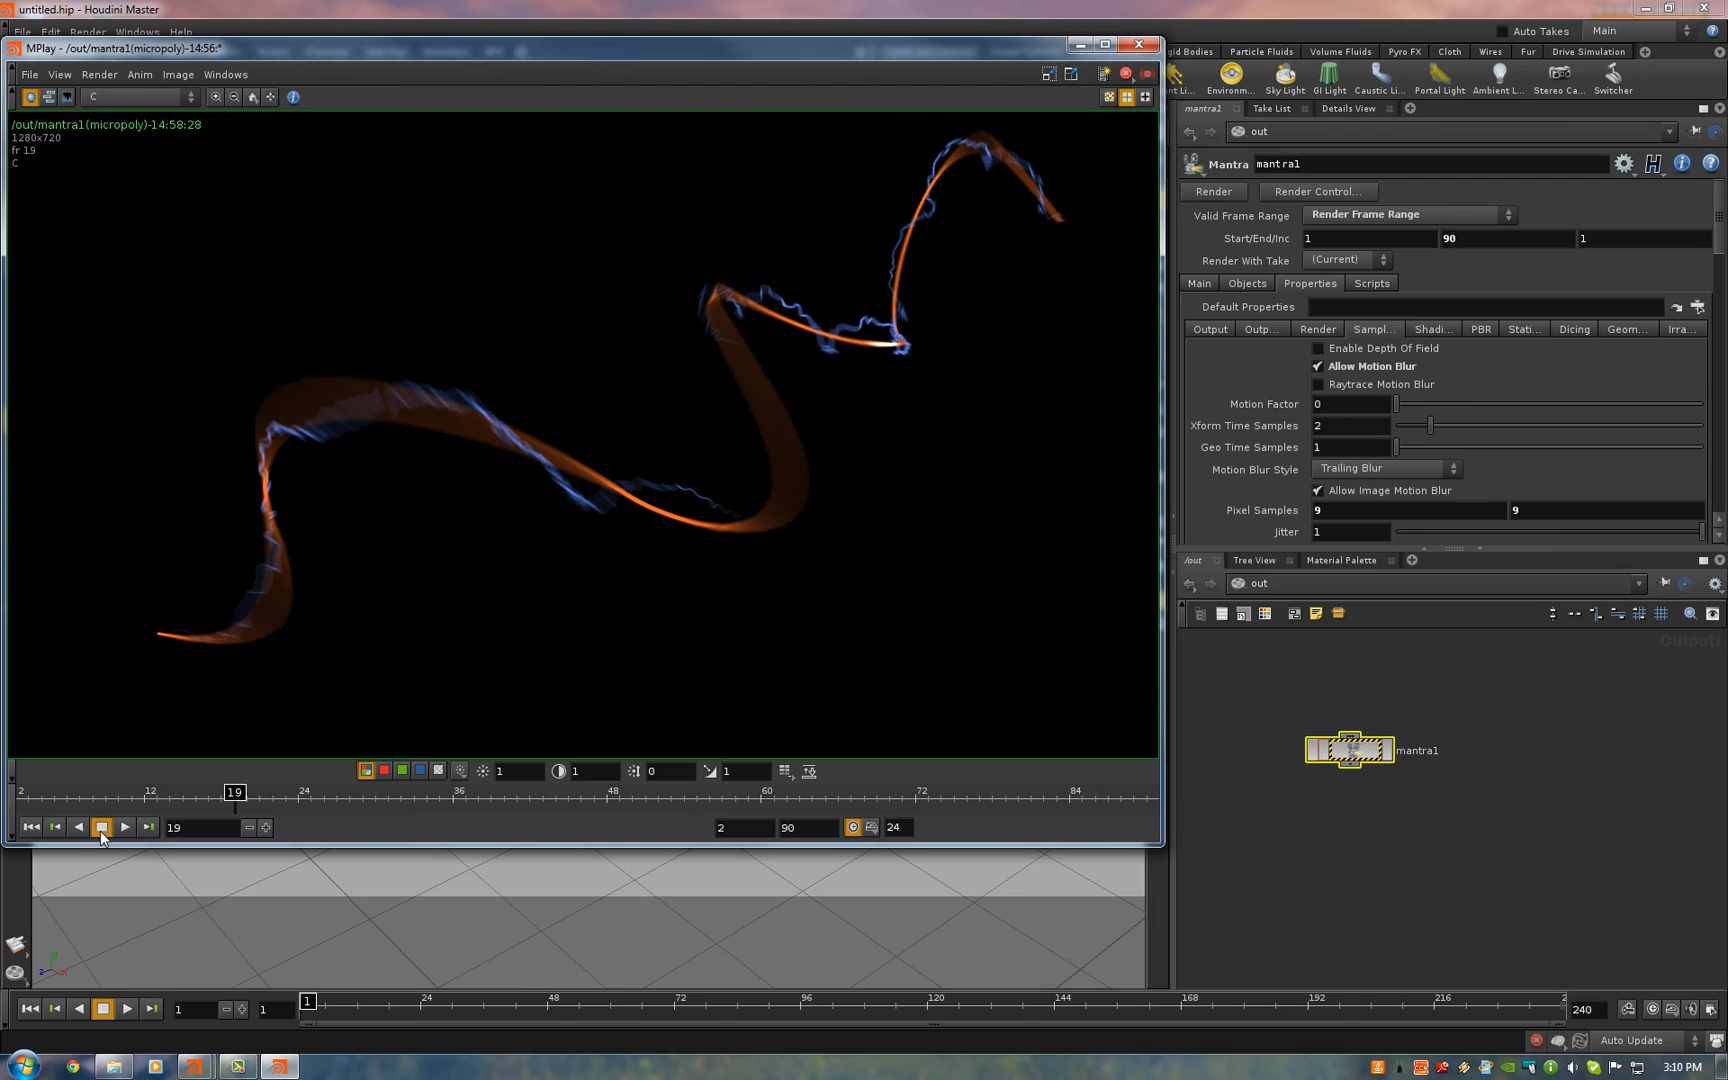 untitled.hip - Houdini Master
File Edit Render Windows Help
Auto Takes Main
MPlay - /out/mantra1(micropoly)-14:56:*
gid Bodies Particle Fluids Volume Fluids Pyro FX Cloth Wires Fur Drive Simulation
File View Render Anim Image Windows
nt Li... Environm... Sky Light GI Light Caustic Li... Portal Light Ambient L... Stereo Ca... Switcher
C
mantra1 Take List Details View
/out/mantra1(micropoly)-14:58:28
1280x720
fr 19
C
out
Mantra mantra1
Render Render Control...
Valid Frame Range Render Frame Range
Start/End/Inc 1 90 1
Render With Take (Current)
Main Objects Properties Scripts
Default Properties
Output Outp... Render Sampl... Shadi... PBR Stati... Dicing Geom... Irra...
Enable Depth Of Field
Allow Motion Blur
Raytrace Motion Blur
Motion Factor 0
Xform Time Samples 2
Geo Time Samples 1
Motion Blur Style Trailing Blur
Allow Image Motion Blur
Pixel Samples 9 9
Jitter 1
/out Tree View Material Palette
out
Outputs
mantra1
1 1 0 1
2 12 19 24 36 48 60 72 84
19 2 90 24
1 24 48 72 96 120 144 168 192 216 2
1 1 240
Auto Update
3:10 PM